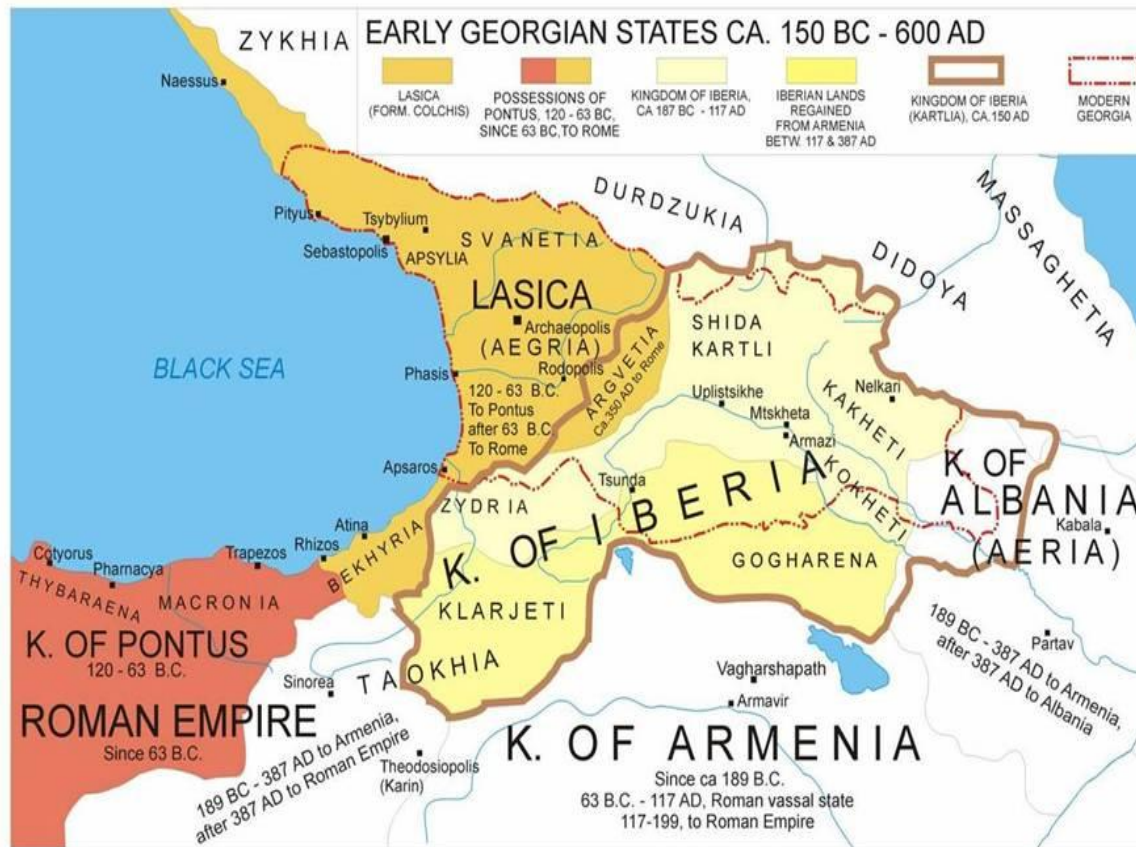 EARLY GEORGIAN STATES CA. 150 BC - 600 AD
LASICA
(FORM. COLCHIS)
POSSESSIONS OF
PONTUS, 120 - 63 BC,
SINCE 63 BC, TO ROME
KINGDOM OF IBERIA,
CA 187 BC - 117 AD
IBERIAN LANDS
REGAINED
FROM ARMENIA
BETW. 117 & 387 AD
KINGDOM OF IBERIA
(KARTLIA), CA.150 AD
MODERN
GEORGIA
ZYKHIA
Naessus
DURDZUKIA
MASSAGHETIA
DIDOYA
Pityus
Tsybylium
Sebastopolis
APSYLIA
SVANETIA
LASICA
Archaeopolis
(AEGRIA)
Phasis
Rodopolis
120 - 63 B.C.
To Pontus
after 63 B.C.
To Rome
ARGVETIA
Ca.350 AD to Rome
SHIDA
KARTLI
Uplistsikhe
Nelkari
Mtskheta
Armazi
KAKHETI
KOKHETI
BLACK SEA
Apsaros
ZYDRIA
Tsunda
K. OF IBERIA
K. OF
ALBANIA
Kabala
(AERIA)
GOGHARENA
Atina
Rhizos
Trapezos
Cotyorus
Pharnacya
BEKHYRIA
THYBARAENA
MACRONIA
KLARJETI
TAOKHIA
K. OF PONTUS
120 - 63 B.C.
Sinorea
ROMAN EMPIRE
Since 63 B.C.
189 BC - 387 AD to Armenia,
after 387 AD to Roman Empire
Theodosiopolis
(Karin)
Vagharshapath
Armavir
K. OF ARMENIA
Since ca 189 B.C.
63 B.C. - 117 AD, Roman vassal state
117-199, to Roman Empire
Partav
189 BC - 387 AD to Armenia,
after 387 AD to Albania